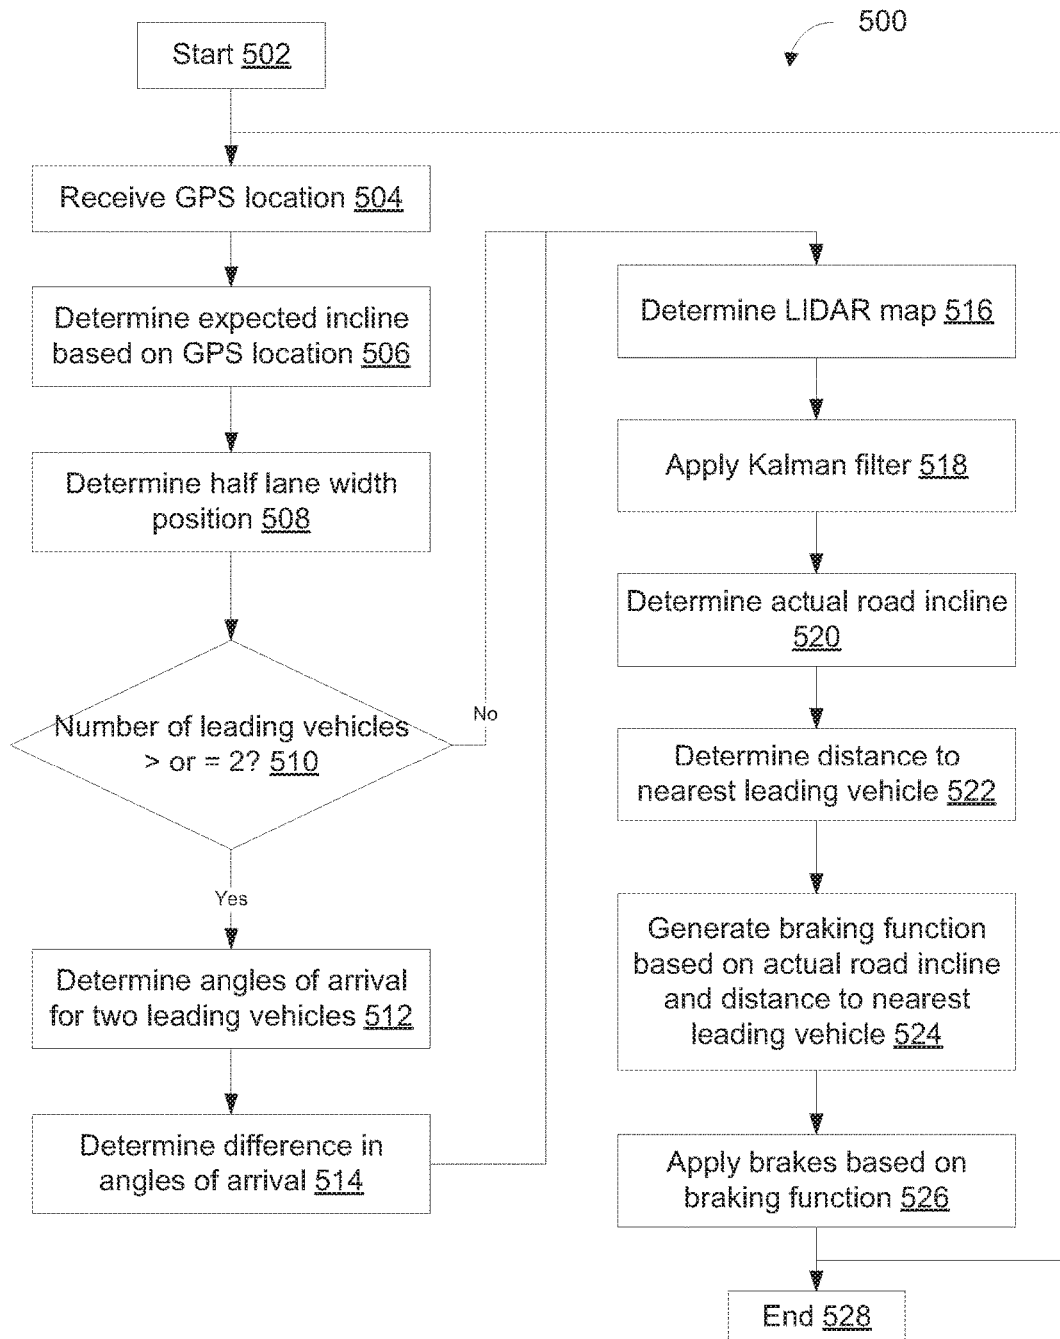 500
Start 502
Receive GPS location 504
Determine expected incline
based on GPS location 506
Determine half lane width
position 508
Number of leading vehicles
> or = 2? 510
No
Yes
Determine angles of arrival
for two leading vehicles 512
Determine difference in
angles of arrival 514
Determine LIDAR map 516
Apply Kalman filter 518
Determine actual road incline
520
Determine distance to
nearest leading vehicle 522
Generate braking function
based on actual road incline
and distance to nearest
leading vehicle 524
Apply brakes based on
braking function 526
End 528